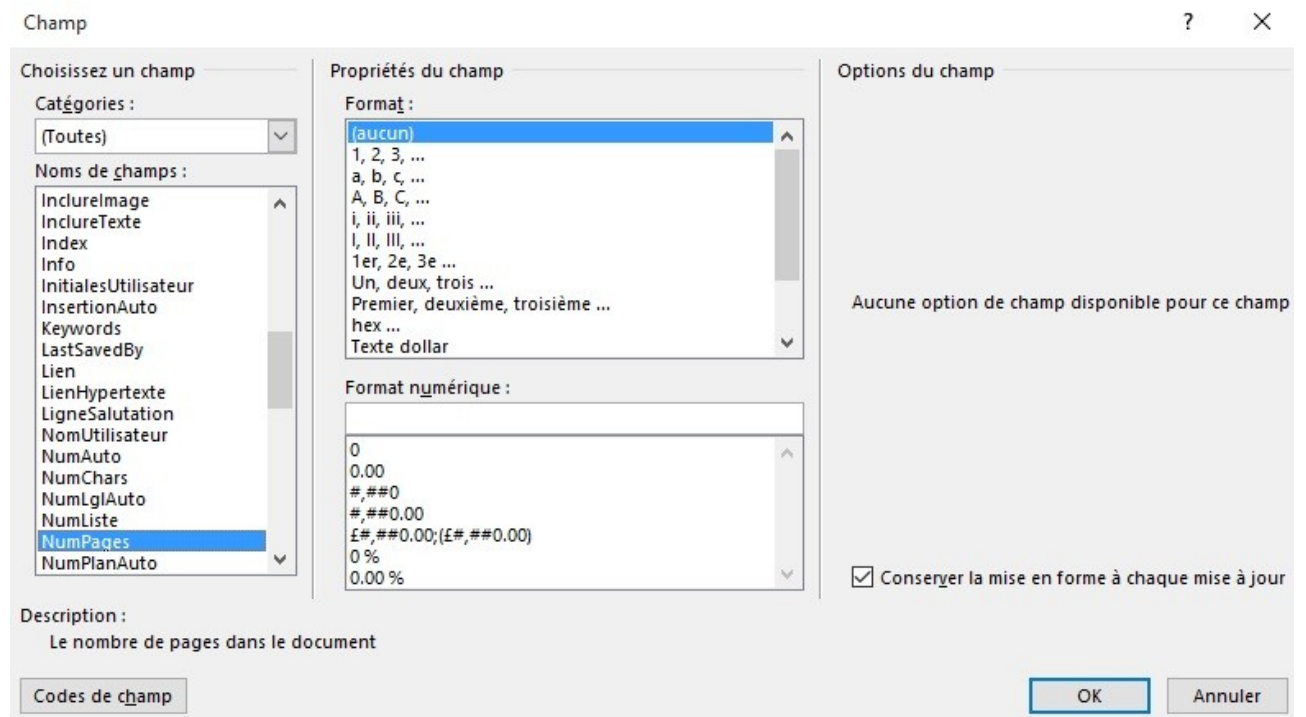 Champ
?
Choisissez un champ
Catégories :
(Toutes)
Noms de champs :
InclureImage
InclureTexte
Index
Info
InitialesUtilisateur
InsertionAuto
Keywords
LastSavedBy
Lien
LienHypertexte
LigneSalutation
NomUtilisateur
NumAuto
NumChars
NumLglAuto
NumListe
NumPages
NumPlanAuto
Propriétés du champ
Format :
(aucun)
1, 2, 3, ...
a, b, c, ...
A, B, C, ...
i, ii, iii, ...
I, II, III, ...
1er, 2e, 3e ...
Un, deux, trois ...
Premier, deuxième, troisième ...
hex ...
Texte dollar
Format numérique :
0
0.00
#,##0
#,##0.00
£#,##0.00;(£#,##0.00)
0 %
0.00 %
Options du champ
Aucune option de champ disponible pour ce champ
Conserver la mise en forme à chaque mise à jour
Description :
Le nombre de pages dans le document
Codes de champ
OK
Annuler